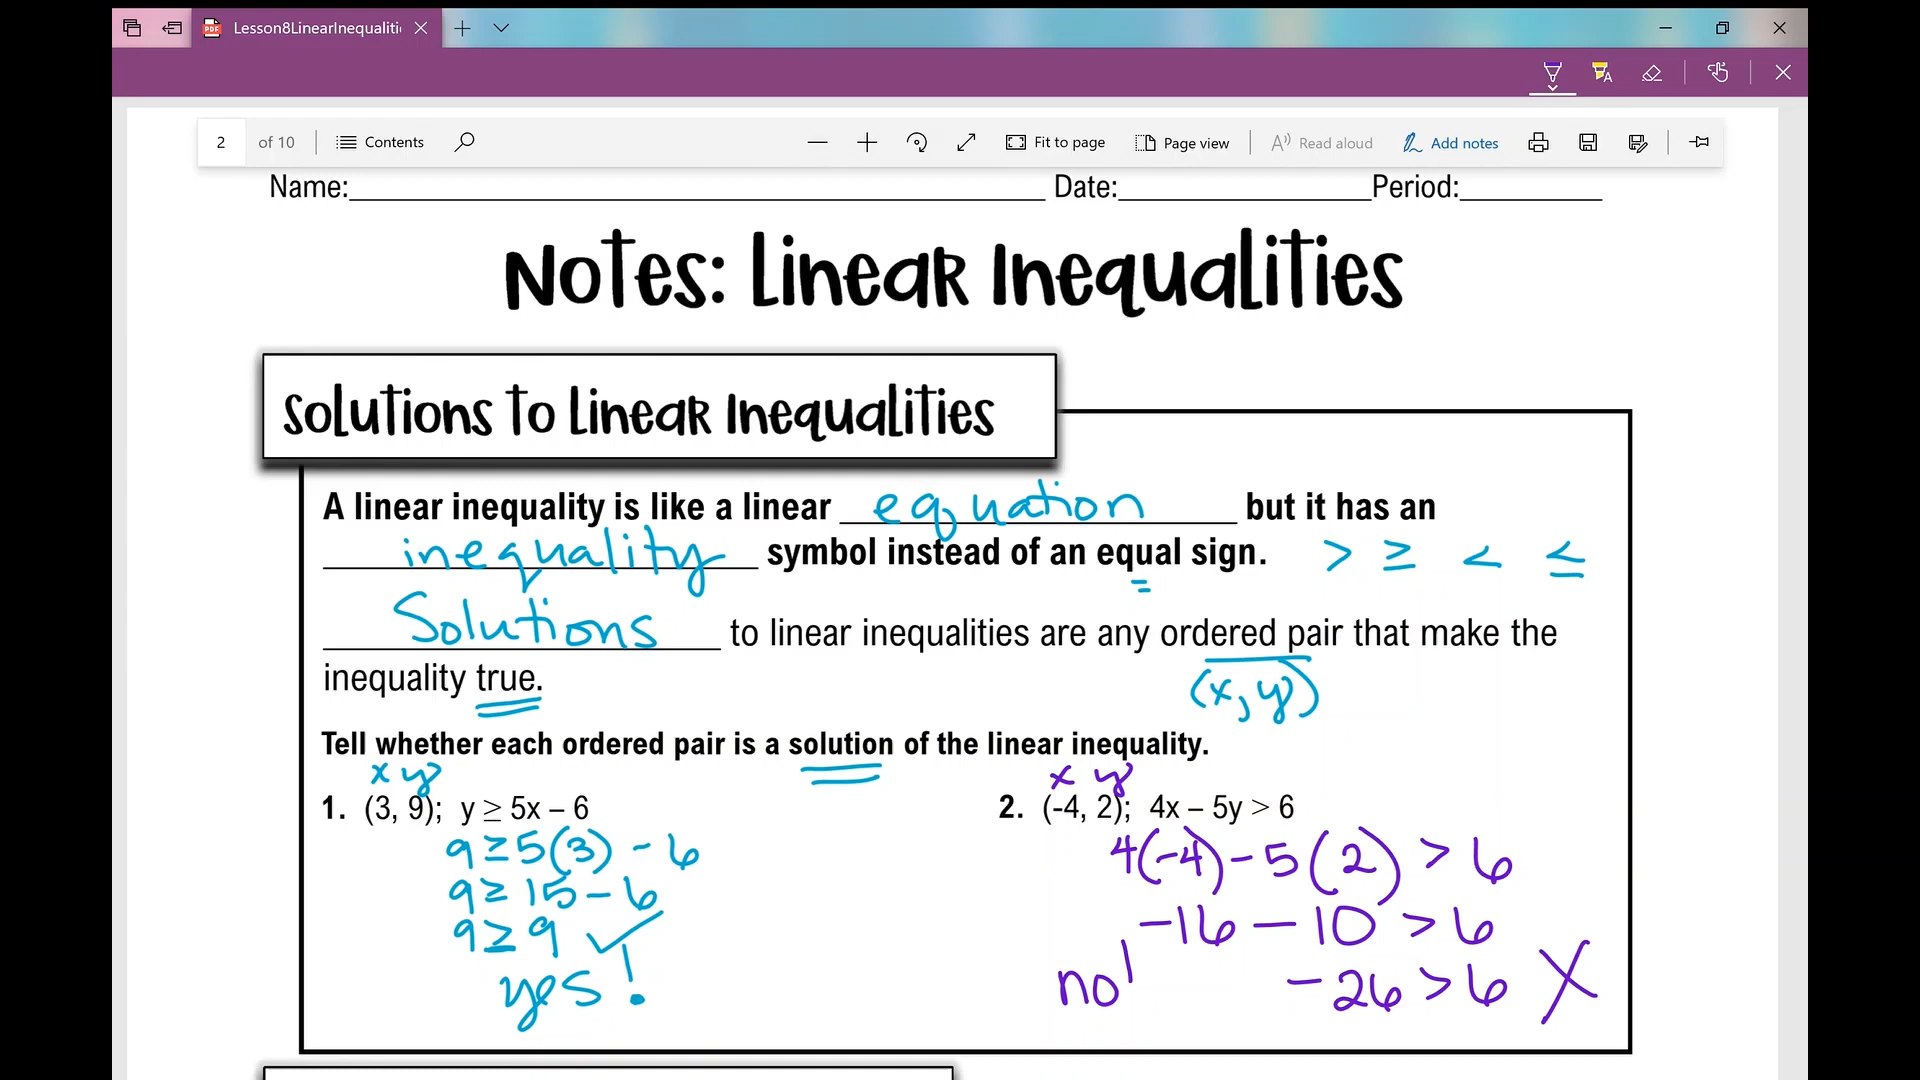 Lesson8LinearInequaliti
2 of 10 Contents Fit to page Page view Read aloud Add notes
Name: Date: Period:
Notes: Linear Inequalities
Solutions to Linear Inequalities
A linear inequality is like a linear equation but it has an
inequality symbol instead of an equal sign. > ≥ < ≤
=
Solutions to linear inequalities are any ordered pair that make the
inequality true.
(x, y)
Tell whether each ordered pair is a solution of the linear inequality.
x y x y
1. (3, 9); y ≥ 5x – 6 2. (-4, 2); 4x – 5y > 6
9 ≥ 5(3) - 6 4(-4) - 5(2) > 6
9 ≥ 15 - 6 -16 - 10 > 6
9 ≥ 9 ✓ -26 > 6 X
yes! no!